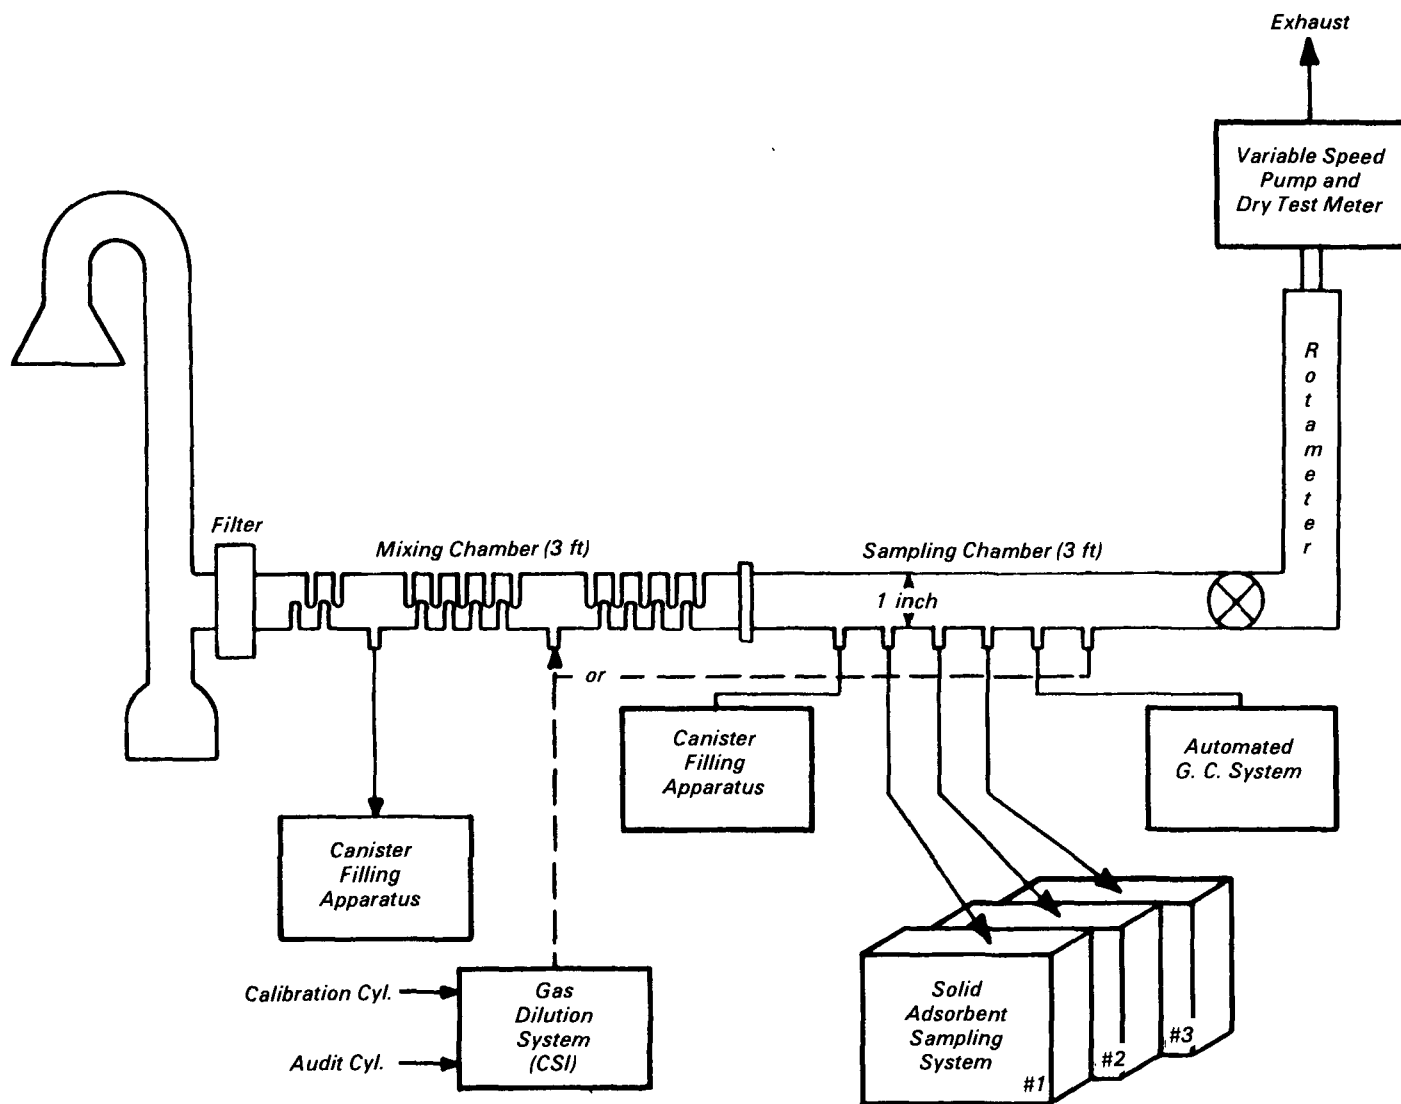 Exhaust
Variable Speed
Pump and
Dry Test Meter
Rotameter
Filter
Mixing Chamber (3 ft)
Sampling Chamber (3 ft)
1 inch
or
Canister
Filling
Apparatus
Automated
G. C. System
Canister
Filling
Apparatus
Calibration Cyl.
Audit Cyl.
Gas
Dilution
System
(CSI)
Solid
Adsorbent
Sampling
System
#1
#2
#3